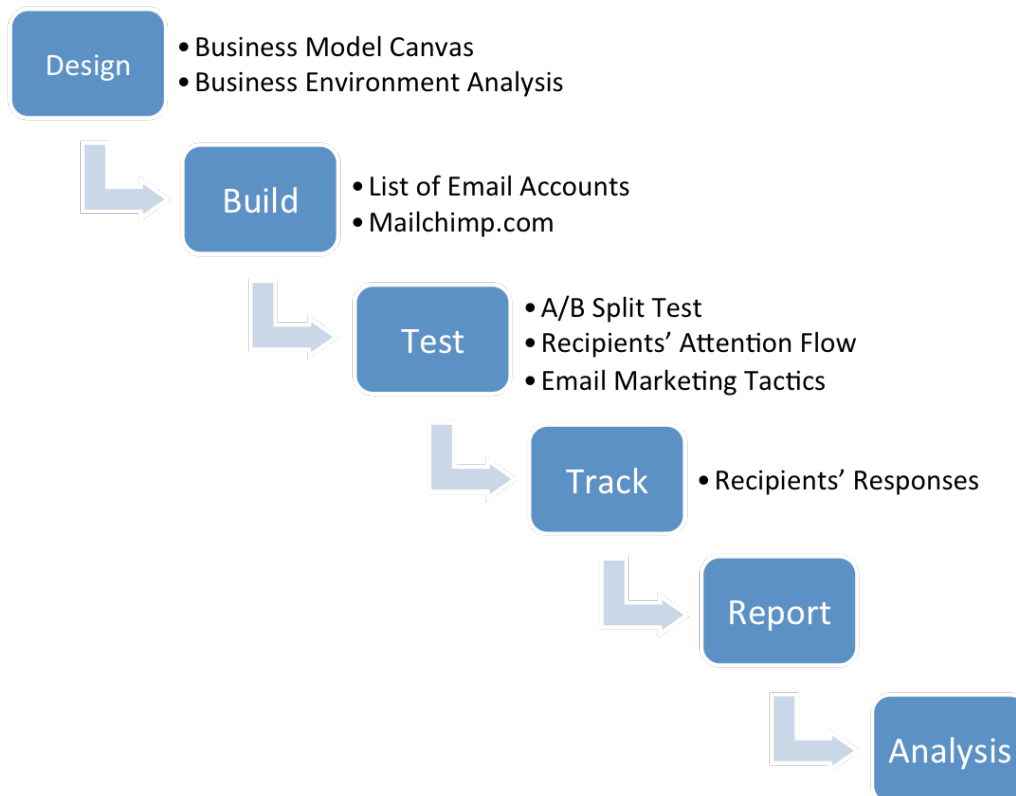 Design
• Business Model Canvas
• Business Environment Analysis
Build
• List of Email Accounts
• Mailchimp.com
Test
• A/B Split Test
• Recipients’ Attention Flow
• Email Marketing Tactics
Track
• Recipients’ Responses
Report
Analysis